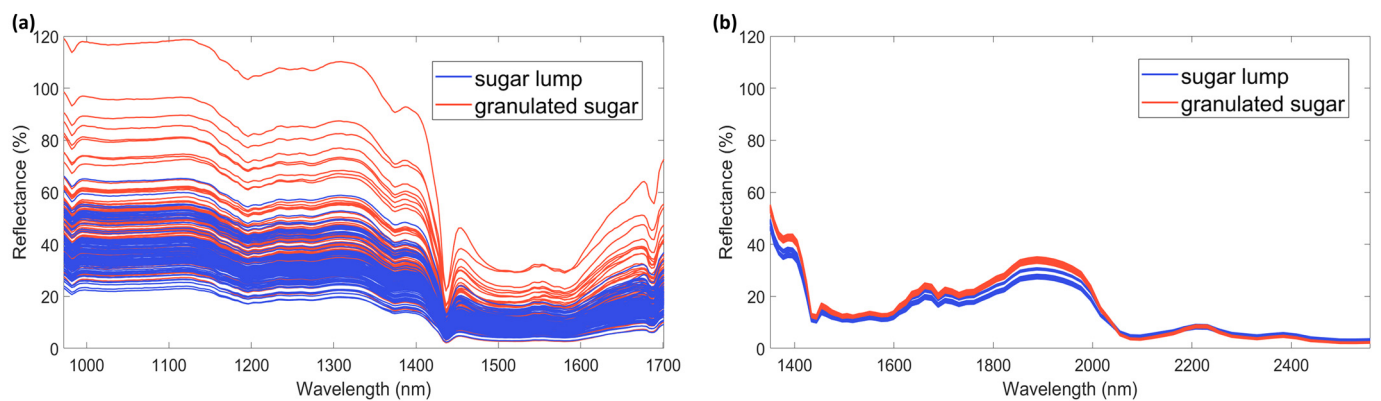 (a)
120
100
80
60
40
20
0
Reflectance (%)
sugar lump
granulated sugar
1000 1100 1200 1300 1400 1500 1600 1700
Wavelength (nm)
(b)
120
100
80
60
40
20
0
Reflectance (%)
sugar lump
granulated sugar
1400 1600 1800 2000 2200 2400
Wavelength (nm)